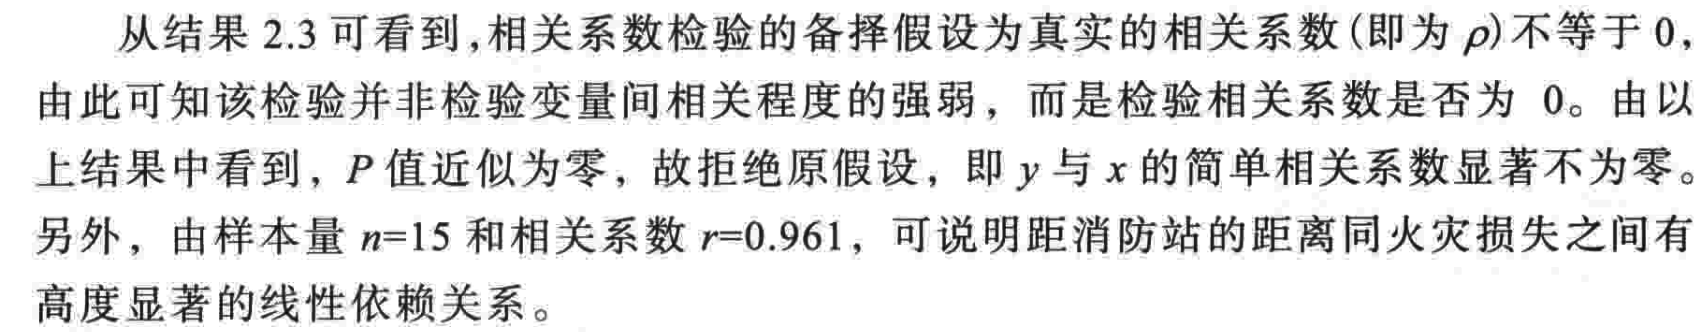 从结果 2.3 可看到,相关系数检验的备择假设为真实的相关系数(即为 ρ)不等于 0,
由此可知该检验并非检验变量间相关程度的强弱，而是检验相关系数是否为 0。由以
上结果中看到，P 值近似为零，故拒绝原假设，即 y 与 x 的简单相关系数显著不为零。
另外，由样本量 n=15 和相关系数 r=0.961，可说明距消防站的距离同火灾损失之间有
高度显著的线性依赖关系。